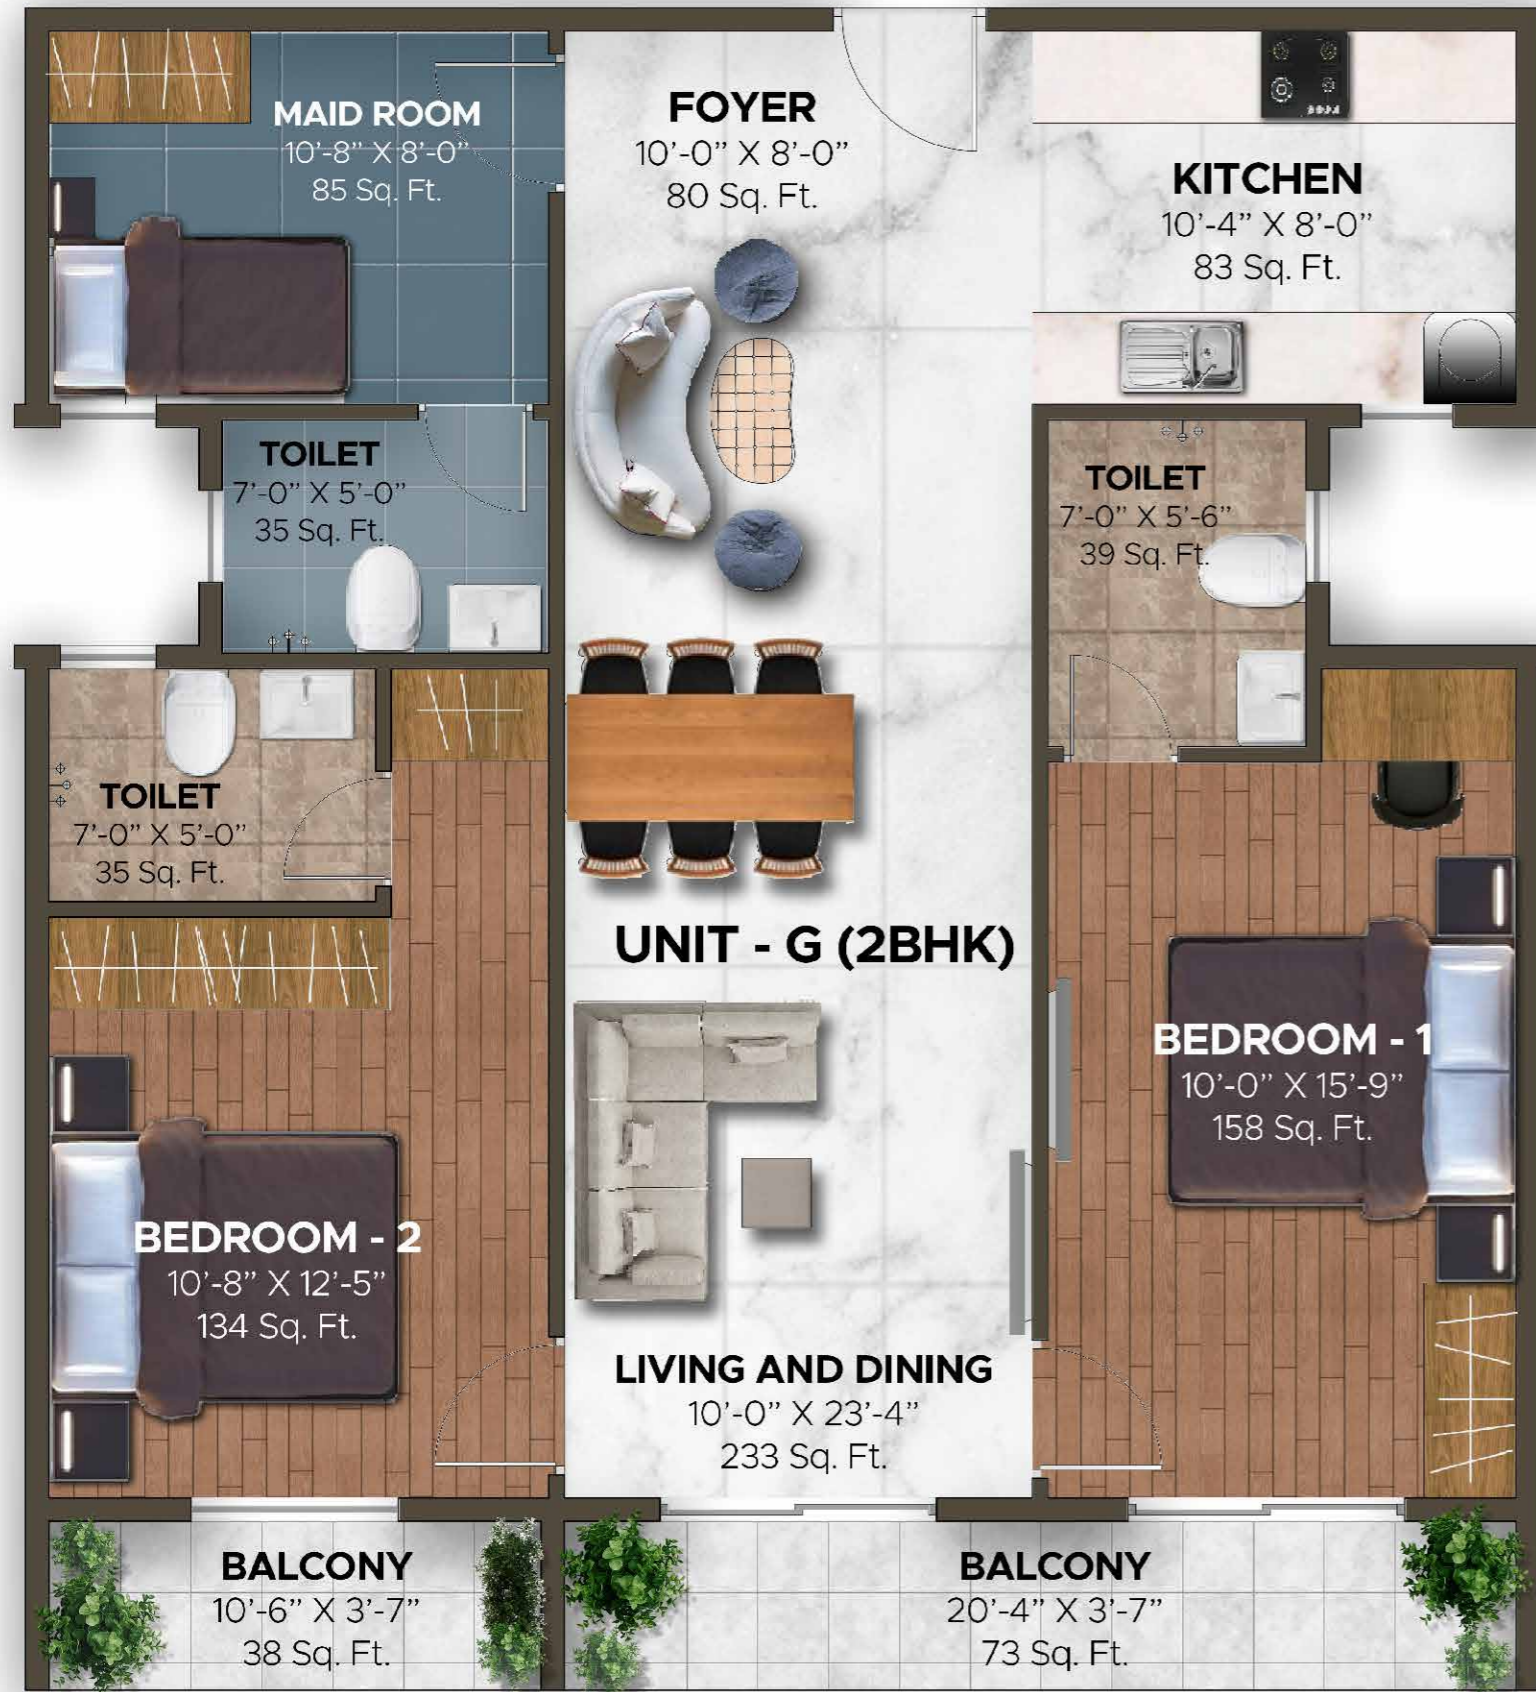 MAID ROOM
10'-8" X 8'-0"
85 Sq. Ft.
FOYER
10'-0" X 8'-0"
80 Sq. Ft.
KITCHEN
10'-4" X 8'-0"
83 Sq. Ft.
TOILET
7'-0" X 5'-0"
35 Sq. Ft.
TOILET
7'-0" X 5'-6"
39 Sq. Ft.
TOILET
7'-0" X 5'-0"
35 Sq. Ft.
UNIT - G (2BHK)
BEDROOM - 1
10'-0" X 15'-9"
158 Sq. Ft.
BEDROOM - 2
10'-8" X 12'-5"
134 Sq. Ft.
LIVING AND DINING
10'-0" X 23'-4"
233 Sq. Ft.
BALCONY
10'-6" X 3'-7"
38 Sq. Ft.
BALCONY
20'-4" X 3'-7"
73 Sq. Ft.